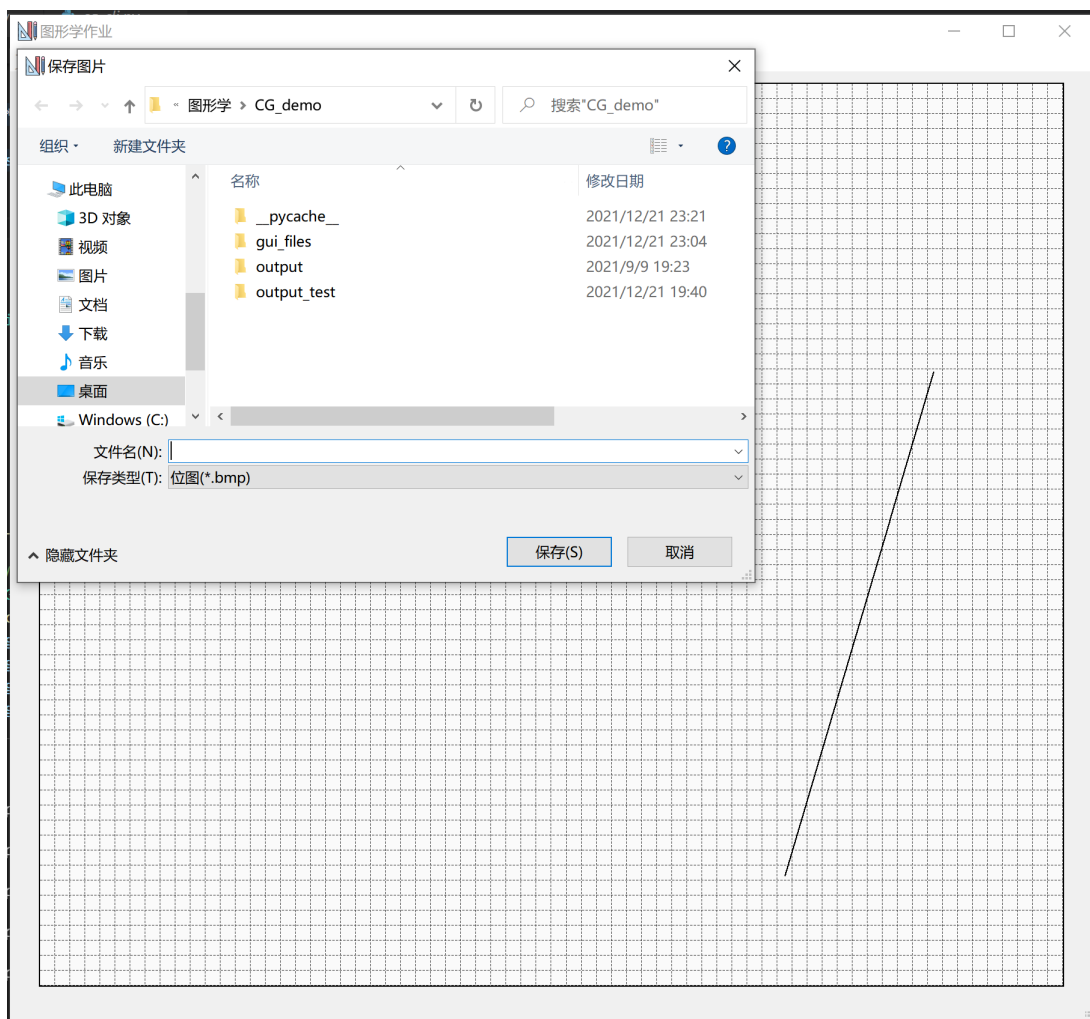 图形学作业
保存图片
« 图形学 › CG_demo
搜索"CG_demo"
组织
新建文件夹
?
此电脑
3D 对象
视频
图片
文档
下载
音乐
桌面
Windows (C:)
名称 修改日期
__pycache__ 2021/12/21 23:21
gui_files 2021/12/21 23:04
output 2021/9/9 19:23
output_test 2021/12/21 19:40
文件名(N):
保存类型(T): 位图(*.bmp)
隐藏文件夹
保存(S)
取消